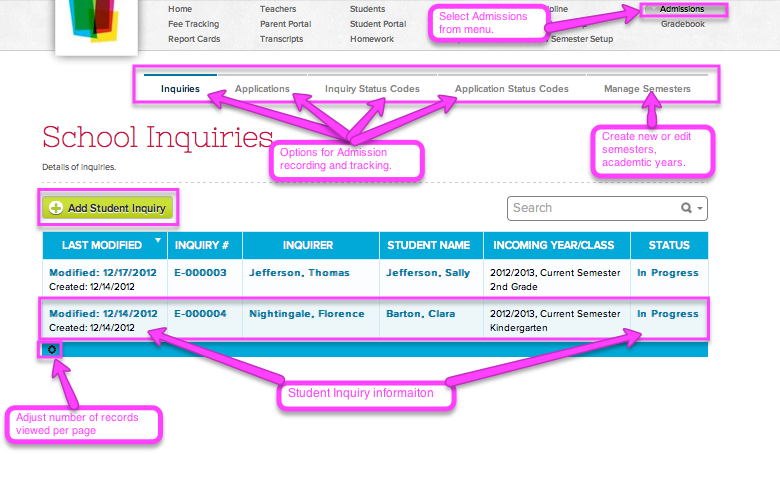 Home Teachers Students pline Admissions
Fee Tracking Parent Portal Student Portal Gradebook
Report Cards Transcripts Homework Semester Setup
Select Admissions
from menu.
Inquiries Applications Inquiry Status Codes Application Status Codes Manage Semesters
School Inquiries
Details of Inquiries.
Options for Admission
recording and tracking.
Create new or edit
semesters,
academtic years.
Add Student Inquiry
Search
LAST MODIFIED INQUIRY # INQUIRER STUDENT NAME INCOMING YEAR/CLASS STATUS
Modified: 12/17/2012 E-000003 Jefferson, Thomas Jefferson, Sally 2012/2013, Current Semester In Progress
Created: 12/14/2012 2nd Grade
Modified: 12/14/2012 E-000004 Nightingale, Florence Barton, Clara 2012/2013, Current Semester In Progress
Created: 12/14/2012 Kindergarten
Student Inquiry informaiton
Adjust number of records
viewed per page